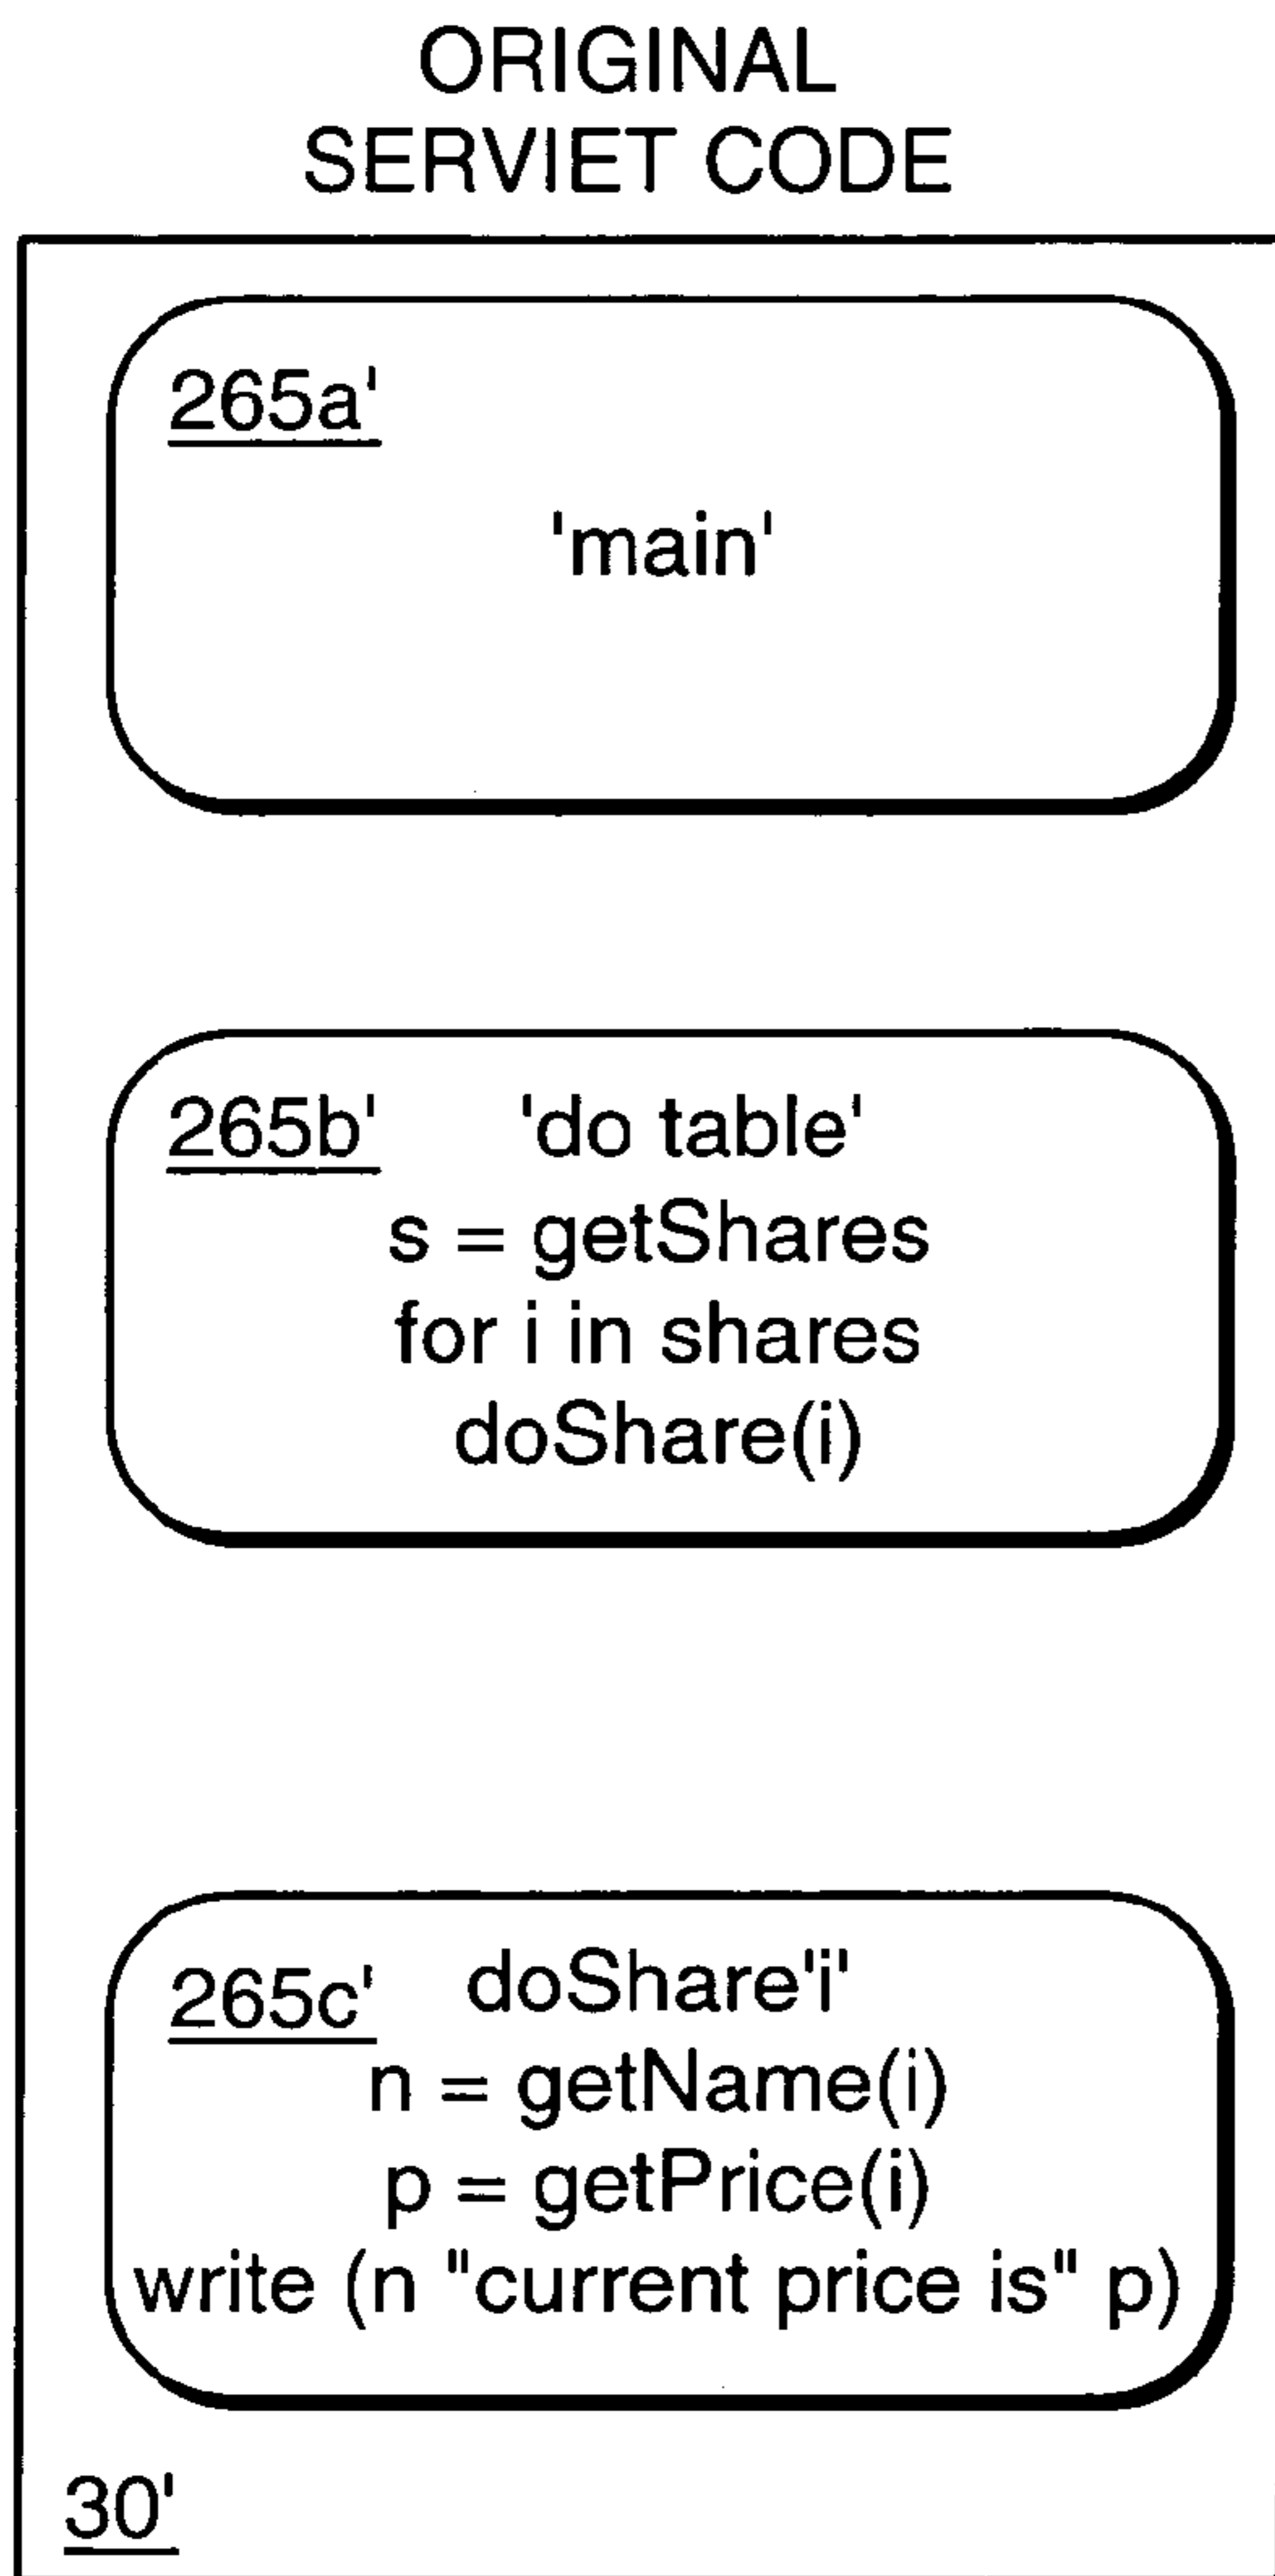 ORIGINAL
SERVIET CODE
265a'
'main'
265b' 'do table'
s = getShares
for i in shares
doShare(i)
265c' doShare'i'
n = getName(i)
p = getPrice(i)
write (n "current price is" p)
30'